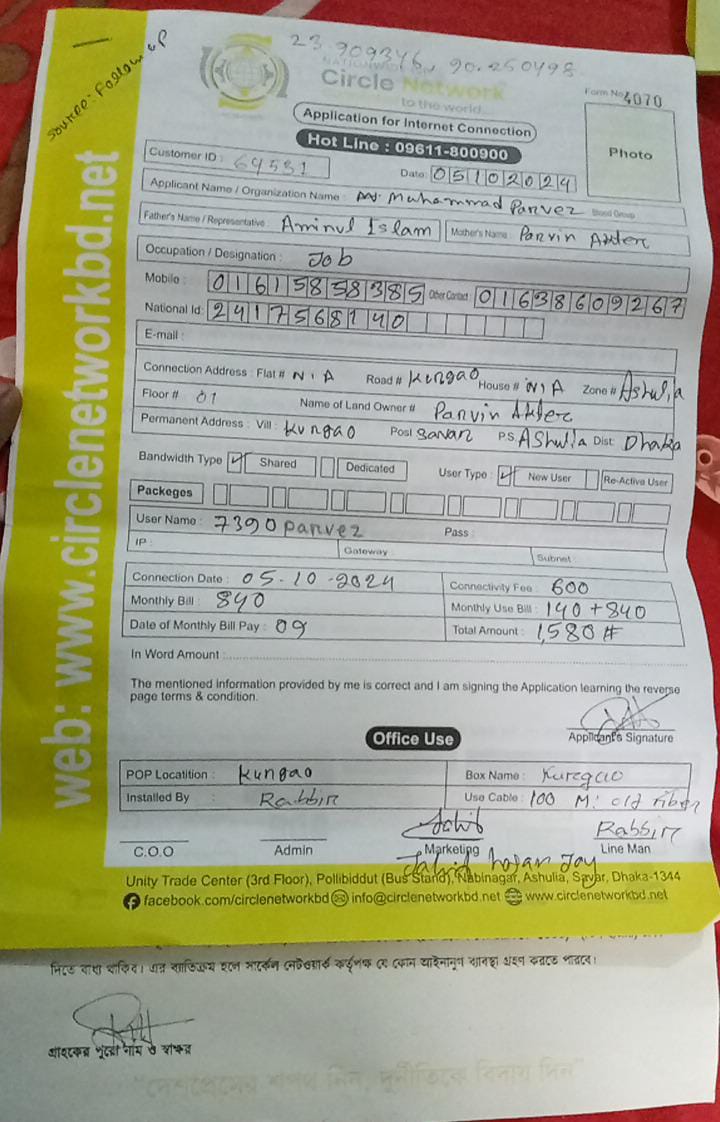 source: Follow up
23.909346, 90.250498
NATIONWIDE
Circle Network
to the world...
Form No 4070
Application for Internet Connection
Hot Line : 09611-800900
Photo
Customer ID : 64531
Date: 05102024
Applicant Name / Organization Name : Mr. Muhammad Parvez Blood Group
Father's Name / Representative : Aminul Islam Mother's Name : Parvin Akter
Occupation / Designation : Job
Mobile : 01615858385 Other Contact : 01638609267
National Id: 2417568140
E-mail :
Connection Address : Flat # N/A Road # Kungao House # N/A Zone # Ashulia
Floor # 01 Name of Land Owner # Parvin Akter
Permanent Address : Vill : Kungao Post Savar P.S. AShulia Dist: Dhaka
Bandwidth Type Shared Dedicated User Type : New User Re-Active User
Packeges
User Name : 7390parvez Pass :
IP : Gateway : Subnet :
Connection Date : 05-10-2024 Connectivity Fee : 600
Monthly Bill : 840 Monthly Use Bill : 140 + 840
Date of Monthly Bill Pay : 09 Total Amount : 1,580 #
In Word Amount :
The mentioned information provided by me is correct and I am signing the Application learning the reverse
page terms & condition.
Applicant's Signature
Office Use
POP Locatition : Kungao Box Name : Kungao
Installed By : Rabbir Use Cable : 100 M: old fiber
Rabbir
C.O.O Admin Marketing Line Man
Unity Trade Center (3rd Floor), Pollibiddut (Bus Stand), Nabinagar, Ashulia, Savar, Dhaka-1344
facebook.com/circlenetworkbd info@circlenetworkbd.net www.circlenetworkbd.net
web: www.circlenetworkbd.net
দিতে বাধ্য থাকিব। এর ব্যতিক্রম হলে সার্কেল নেটওয়ার্ক কর্তৃপক্ষ যে কোন আইনানুগ ব্যবস্থা গ্রহণ করতে পারবে।
গ্রাহকের পুরো নাম ও স্বাক্ষর
"দেশপ্রেমের শপথ নিন, দুর্নীতিকে বিদায় দিন"